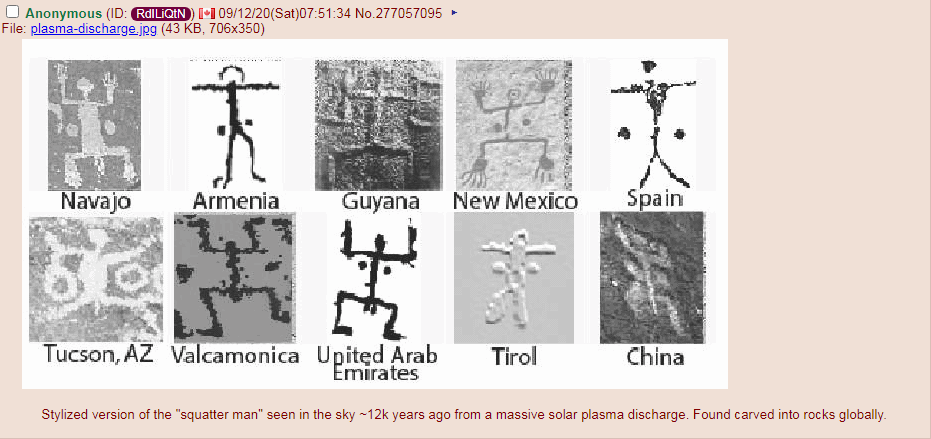 Anonymous (ID: RdlLiQtN) 09/12/20(Sat)07:51:34 No.277057095
File: plasma-discharge.jpg (43 KB, 706x350)
Navajo Armenia Guyana New Mexico Spain
Tucson, AZ Valcamonica United Arab Emirates Tirol China
Stylized version of the "squatter man" seen in the sky ~12k years ago from a massive solar plasma discharge. Found carved into rocks globally.